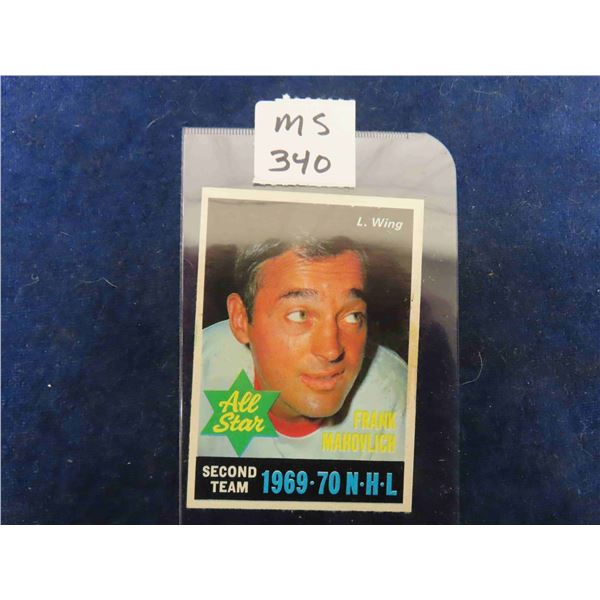 MS
340
L. Wing
All
Star
FRANK
MAHOVLICH
SECOND
TEAM
1969·70 N·H·L